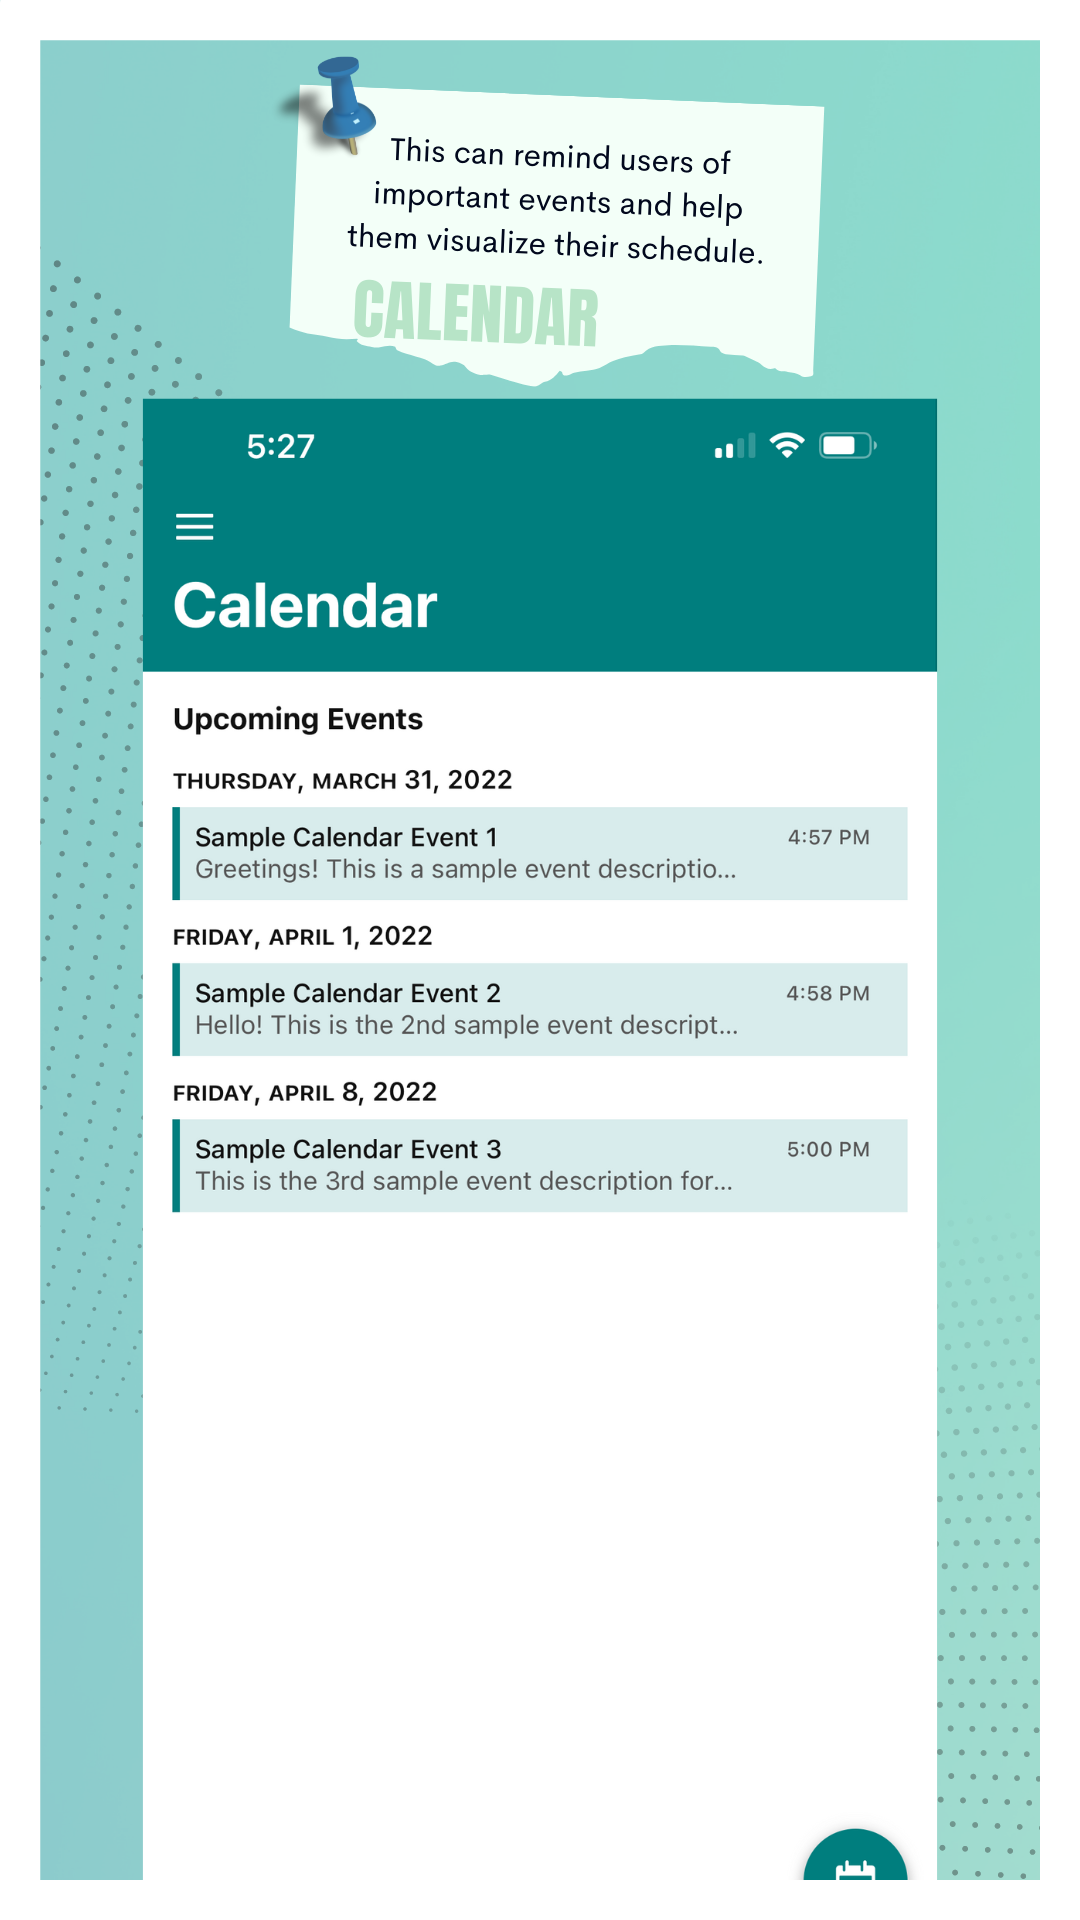 This can remind users of
important events and help
them visualize their schedule.
CALENDAR
5:27
Calendar
Upcoming Events
THURSDAY, MARCH 31, 2022
Sample Calendar Event 1 4:57 PM
Greetings! This is a sample event descriptio...
FRIDAY, APRIL 1, 2022
Sample Calendar Event 2 4:58 PM
Hello! This is the 2nd sample event descript...
FRIDAY, APRIL 8, 2022
Sample Calendar Event 3 5:00 PM
This is the 3rd sample event description for...